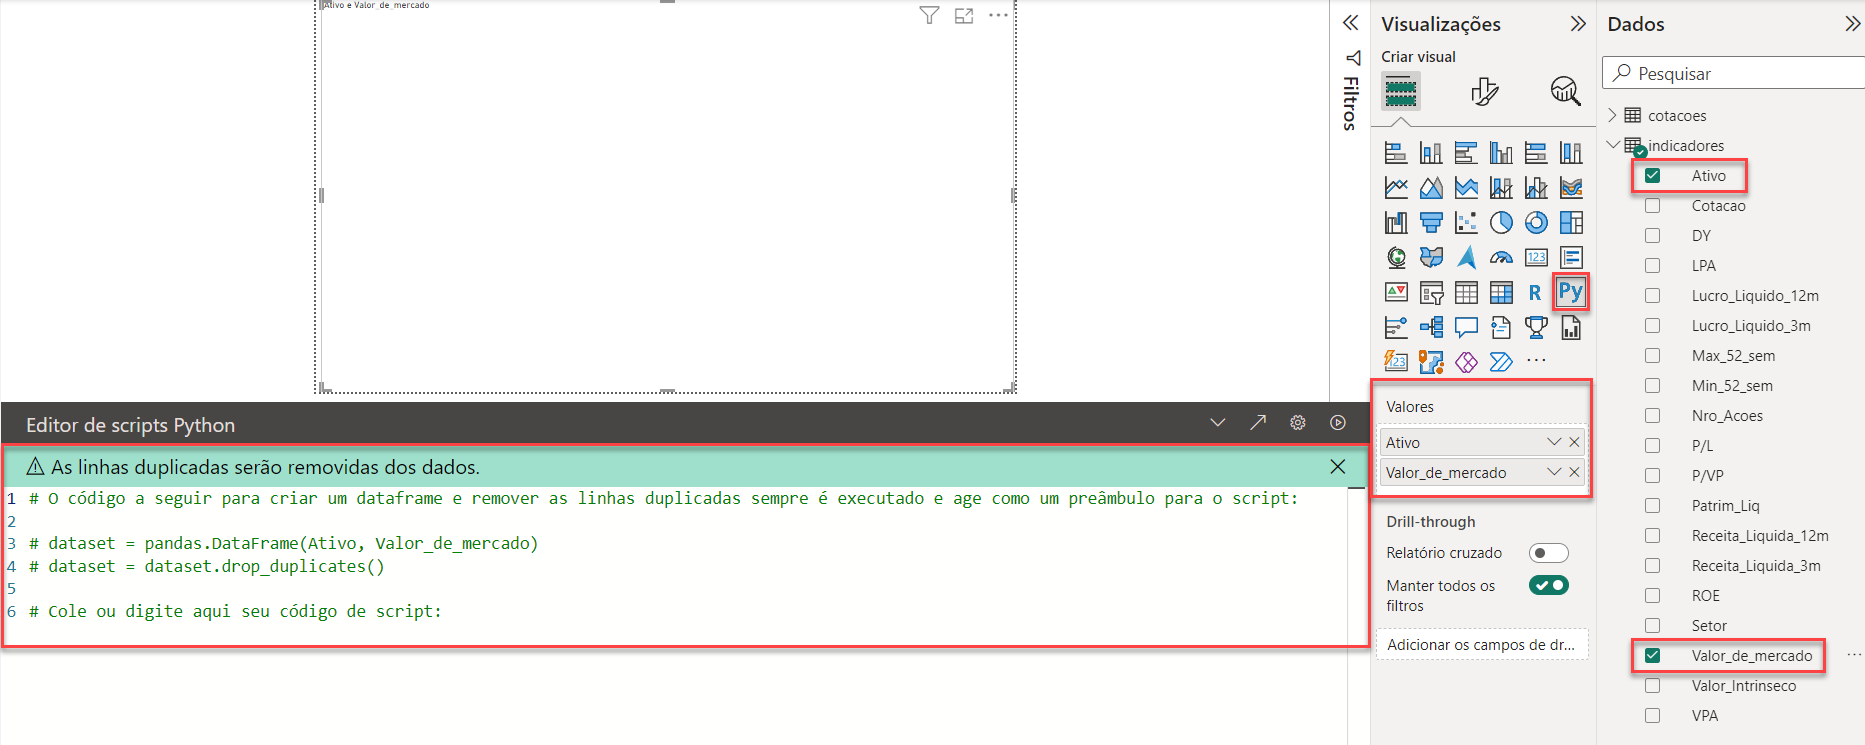 Ativo e Valor_de_mercado
Editor de scripts Python
As linhas duplicadas serão removidas dos dados.
1 # O código a seguir para criar um dataframe e remover as linhas duplicadas sempre é executado e age como um preâmbulo para o script:
2
3 # dataset = pandas.DataFrame(Ativo, Valor_de_mercado)
4 # dataset = dataset.drop_duplicates()
5
6 # Cole ou digite aqui seu código de script:
Filtros
Visualizações
Criar visual
123
R
Py
123
Valores
Ativo
Valor_de_mercado
Drill-through
Relatório cruzado
Manter todos os
filtros
Adicionar os campos de dr...
Dados
Pesquisar
cotacoes
indicadores
Ativo
Cotacao
DY
LPA
Lucro_Liquido_12m
Lucro_Liquido_3m
Max_52_sem
Min_52_sem
Nro_Acoes
P/L
P/VP
Patrim_Liq
Receita_Liquida_12m
Receita_Liquida_3m
ROE
Setor
Valor_de_mercado
Valor_Intrinseco
VPA